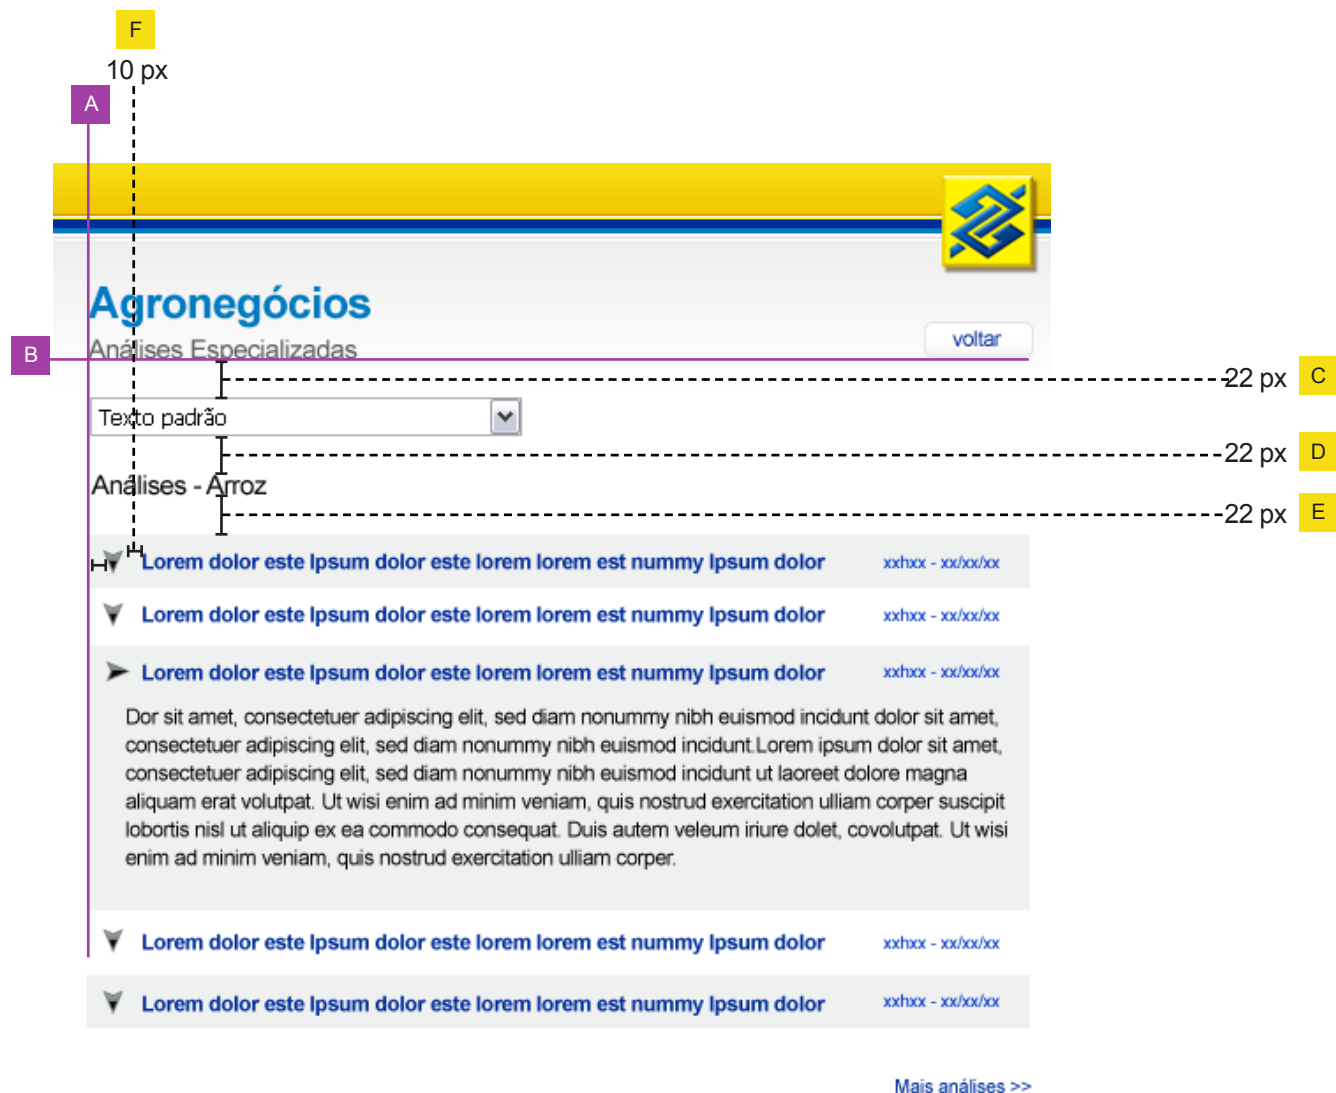 F
10 px
A
Agronegócios
voltar
B
Análises Especializadas
22 px C
Texto padrão
22 px D
Análises - Arroz
22 px E
Lorem dolor este Ipsum dolor este lorem lorem est nummy Ipsum dolor xxhxx - xx/xx/xx
Lorem dolor este Ipsum dolor este lorem lorem est nummy Ipsum dolor xxhxx - xx/xx/xx
Lorem dolor este Ipsum dolor este lorem lorem est nummy Ipsum dolor xxhxx - xx/xx/xx
Dor sit amet, consectetuer adipiscing elit, sed diam nonummy nibh euismod incidunt dolor sit amet,
consectetuer adipiscing elit, sed diam nonummy nibh euismod incidunt.Lorem ipsum dolor sit amet,
consectetuer adipiscing elit, sed diam nonummy nibh euismod incidunt ut laoreet dolore magna
aliquam erat volutpat. Ut wisi enim ad minim veniam, quis nostrud exercitation ulliam corper suscipit
lobortis nisl ut aliquip ex ea commodo consequat. Duis autem veleum iriure dolet, covolutpat. Ut wisi
enim ad minim veniam, quis nostrud exercitation ulliam corper.
Lorem dolor este Ipsum dolor este lorem lorem est nummy Ipsum dolor xxhxx - xx/xx/xx
Lorem dolor este Ipsum dolor este lorem lorem est nummy Ipsum dolor xxhxx - xx/xx/xx
Mais análises >>